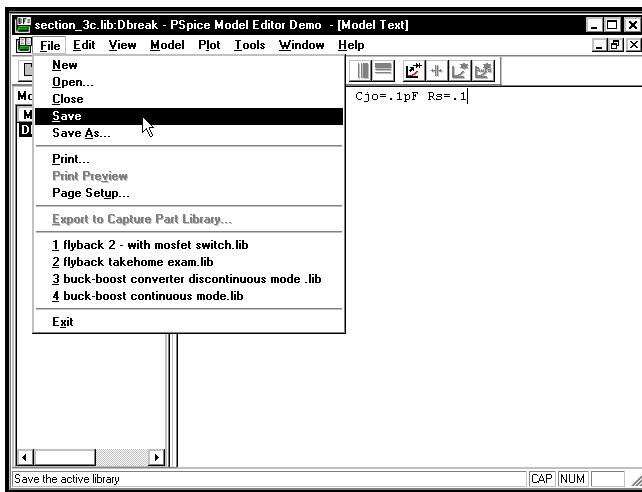 section_3c.lib:Dbreak - PSpice Model Editor Demo - [Model Text]
File Edit View Model Plot Tools Window Help
New
Open...
Close
Save
Save As...
Print...
Print Preview
Page Setup...
Export to Capture Part Library...
1 flyback 2 - with mosfet switch.lib
2 flyback takehome exam.lib
3 buck-boost converter discontinuous mode .lib
4 buck-boost continuous mode.lib
Exit
Cjo=.1pF Rs=.1
Save the active library
CAP NUM